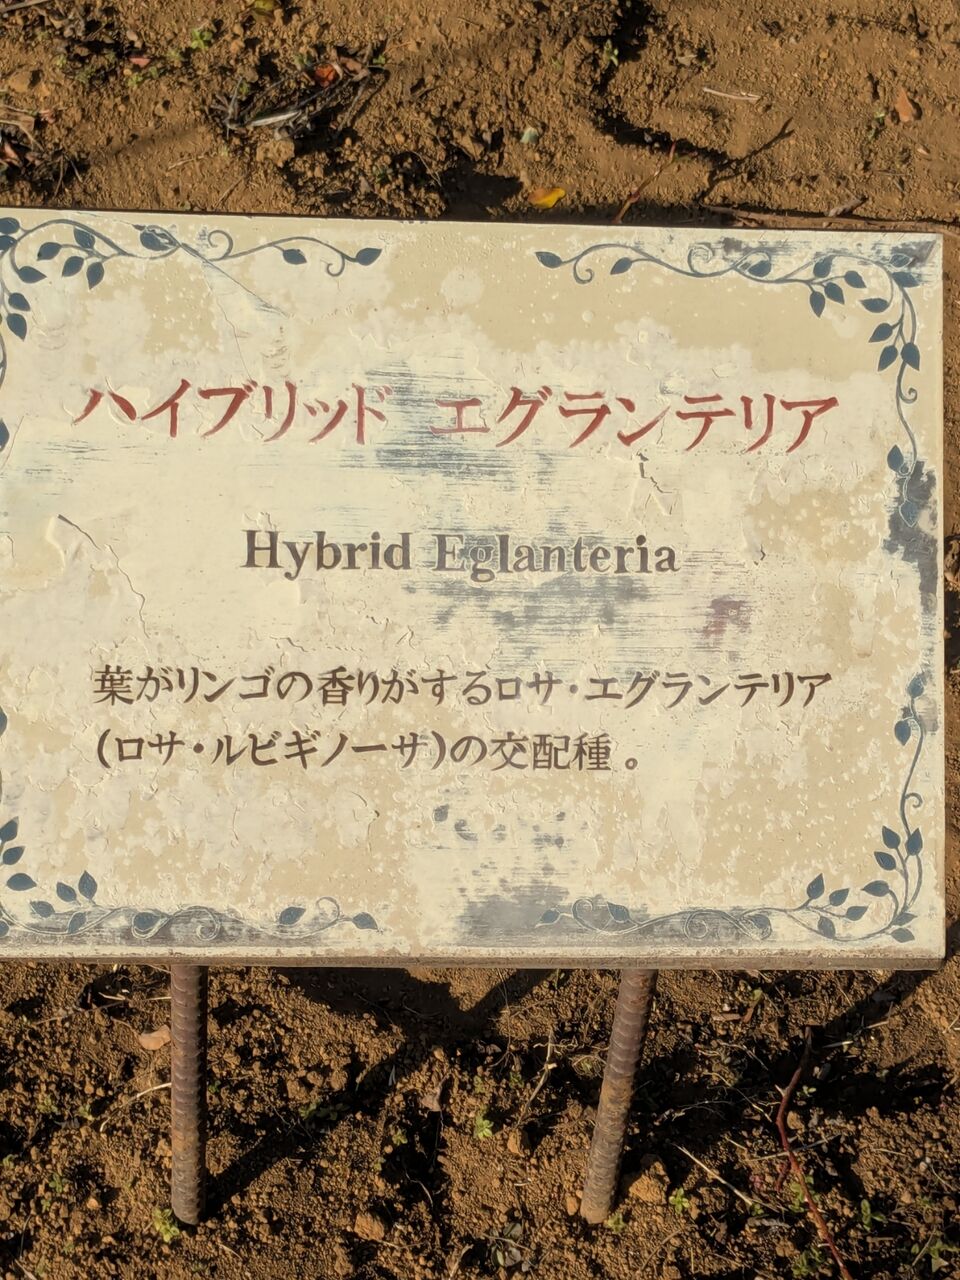 ハイブリッド エグランテリア
Hybrid Eglanteria
葉がリンゴの香りがするロサ・エグランテリア
(ロサ・ルビギノーサ)の交配種。